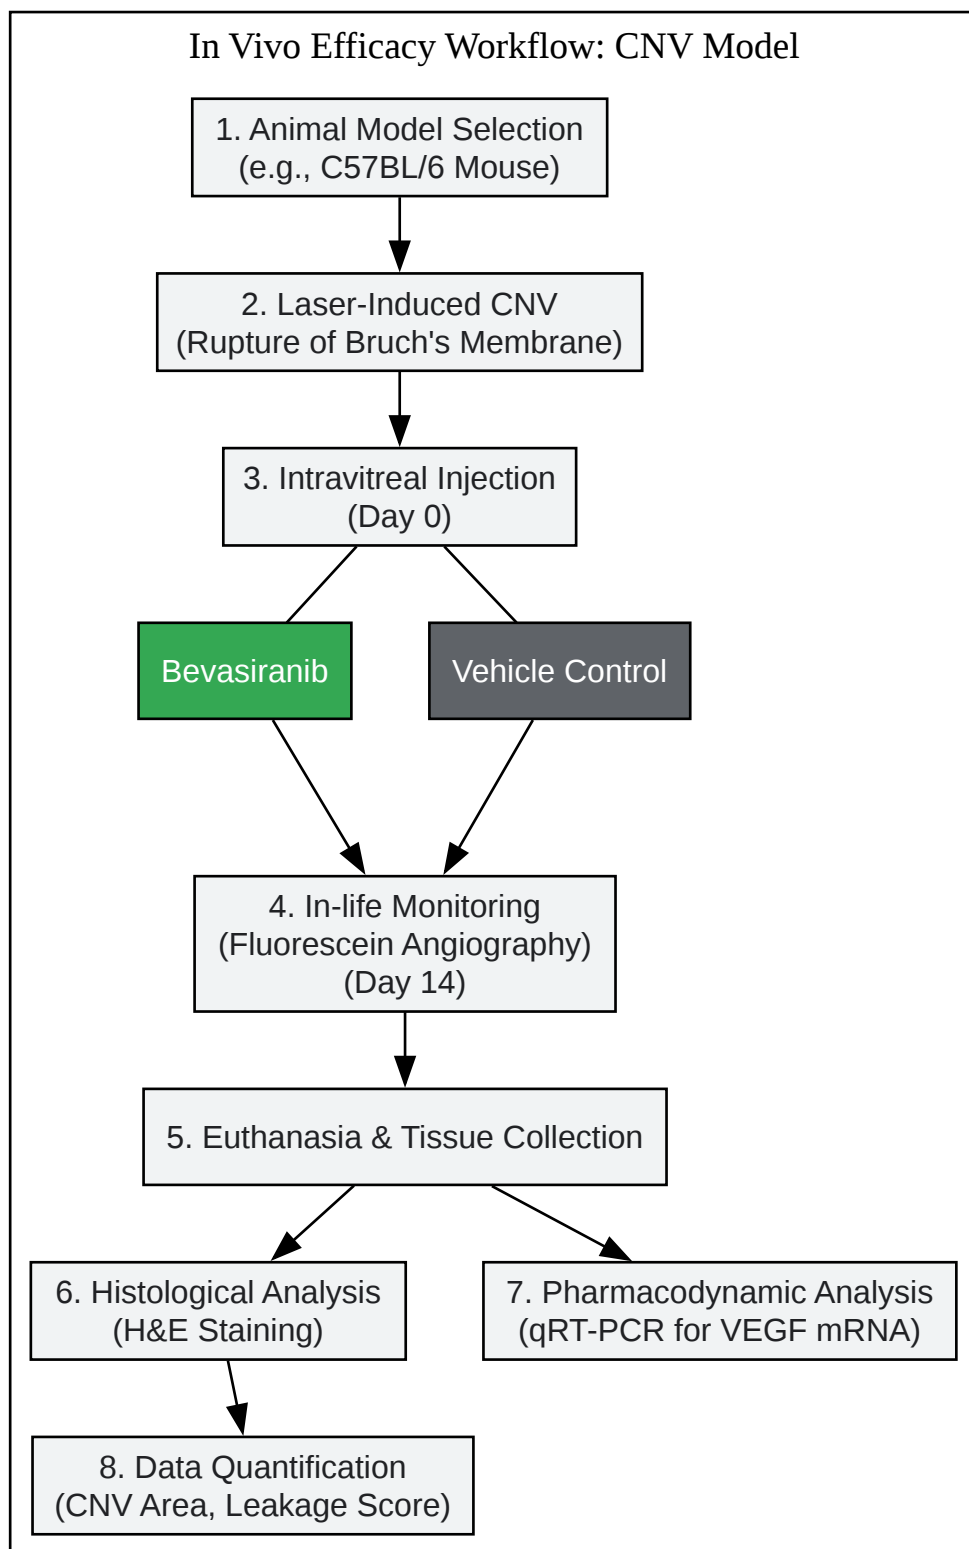 In Vivo Efficacy Workflow: CNV Model
1. Animal Model Selection
(e.g., C57BL/6 Mouse)
2. Laser-Induced CNV
(Rupture of Bruch's Membrane)
3. Intravitreal Injection
(Day 0)
Bevasiranib
Vehicle Control
4. In-life Monitoring
(Fluorescein Angiography)
(Day 14)
5. Euthanasia & Tissue Collection
6. Histological Analysis
(H&E Staining)
7. Pharmacodynamic Analysis
(qRT-PCR for VEGF mRNA)
8. Data Quantification
(CNV Area, Leakage Score)